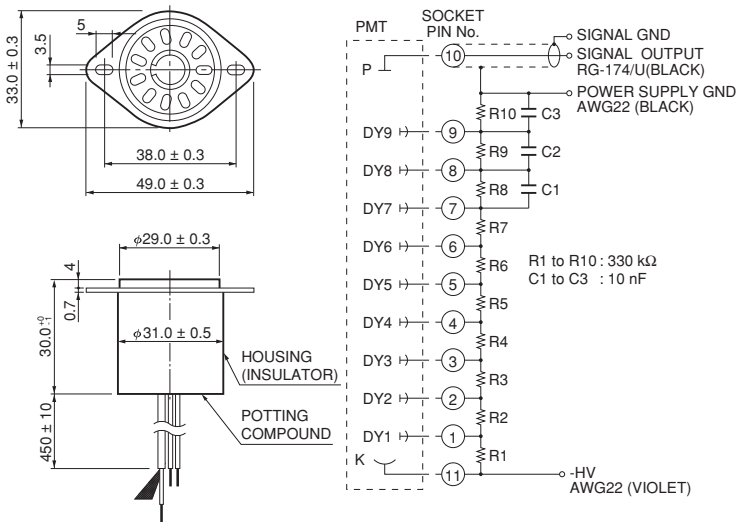 5
3.5
33.0 ± 0.3
38.0 ± 0.3
49.0 ± 0.3
φ29.0 ± 0.3
4
0.7
30.0 +0 -1
φ31.0 ± 0.5
HOUSING
(INSULATOR)
POTTING
COMPOUND
450 ± 10
PMT
SOCKET
PIN No.
SIGNAL GND
P
10
SIGNAL OUTPUT
RG-174/U(BLACK)
POWER SUPPLY GND
AWG22 (BLACK)
R10
C3
DY9
9
R9
C2
DY8
8
R8
C1
DY7
7
R7
DY6
6
R6
DY5
5
R5
DY4
4
R4
DY3
3
R3
DY2
2
R2
DY1
1
R1
K
11
-HV
AWG22 (VIOLET)
R1 to R10 : 330 kΩ
C1 to C3 : 10 nF